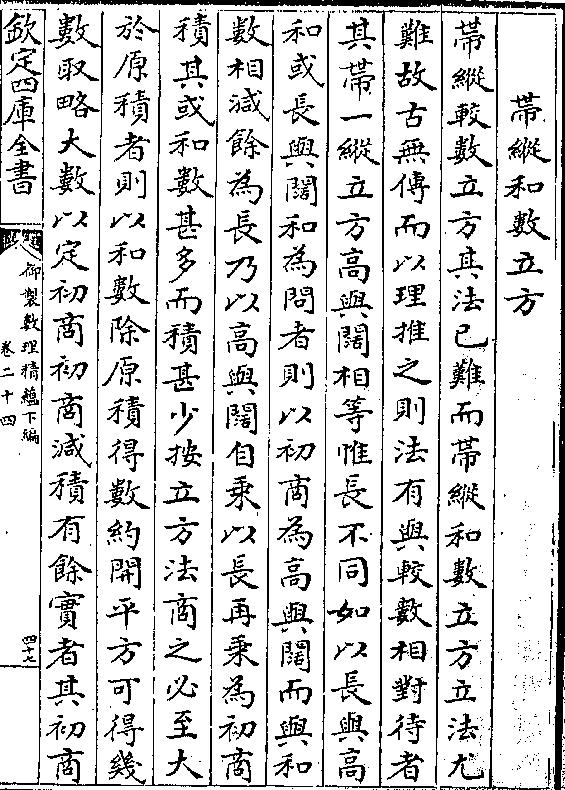 帶縱和數立方
帶縱較數立方其法已難而帶縱和數立方立法尤
難故古無傳而以理推之則法有與較數相對待者
其帶一縱立方高與闊相等惟長不同如以長與高
和或長與闊和為問者則以初商為高與闊而與和
數相減餘為長乃以高與闊自乘以長再乘為初商
積其或和數甚多而積甚少按立方法商之必至大
於原積者則以和數除原積得數約開平方可得幾
數取略大數以定初商初商減積有餘實者其初商
欽定四庫全書
御製數理精蘊下編
卷二十四
四十七